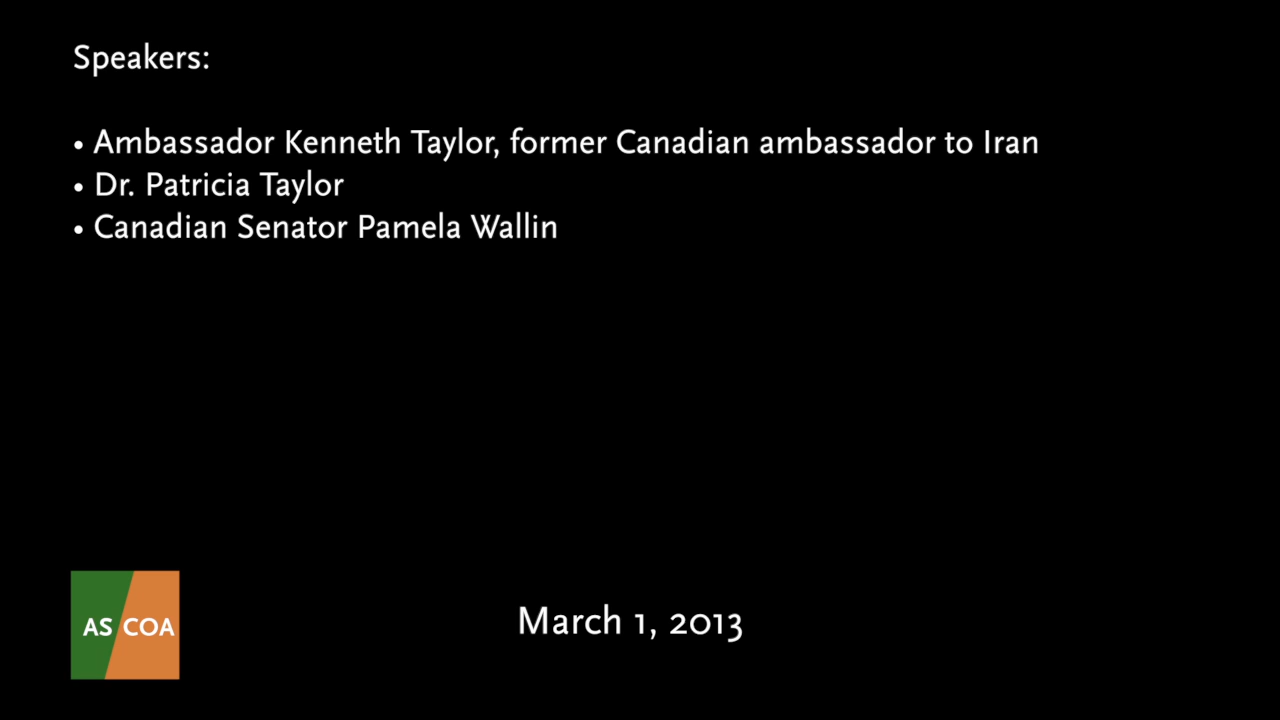 Speakers:
• Ambassador Kenneth Taylor, former Canadian ambassador to Iran
• Dr. Patricia Taylor
• Canadian Senator Pamela Wallin
AS COA
March 1, 2013